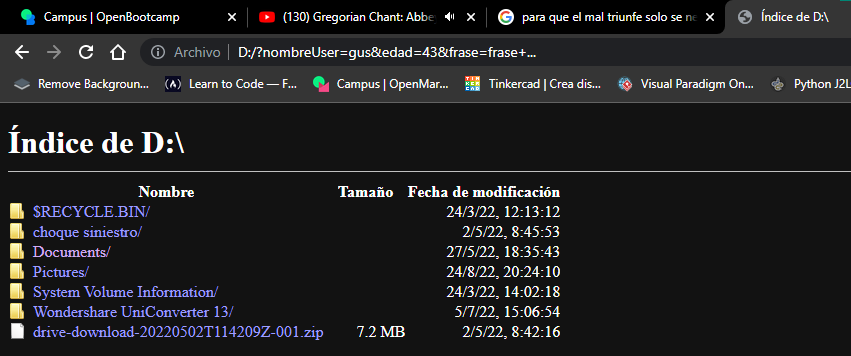 Campus | OpenBootcamp
(130) Gregorian Chant: Abbe
para que el mal triunfe solo se ne
Índice de D:\
Archivo | D:/?nombreUser=gus&edad=43&frase=frase+...
Remove Backgroun...
Learn to Code — F...
Campus | OpenMar...
Tinkercad | Crea dis...
Visual Paradigm On...
Python J2L
Índice de D:\
Nombre Tamaño Fecha de modificación
$RECYCLE.BIN/ 24/3/22, 12:13:12
choque siniestro/ 2/5/22, 8:45:53
Documents/ 27/5/22, 18:35:43
Pictures/ 24/8/22, 20:24:10
System Volume Information/ 24/3/22, 14:02:18
Wondershare UniConverter 13/ 5/7/22, 15:06:54
drive-download-20220502T114209Z-001.zip 7.2 MB 2/5/22, 8:42:16